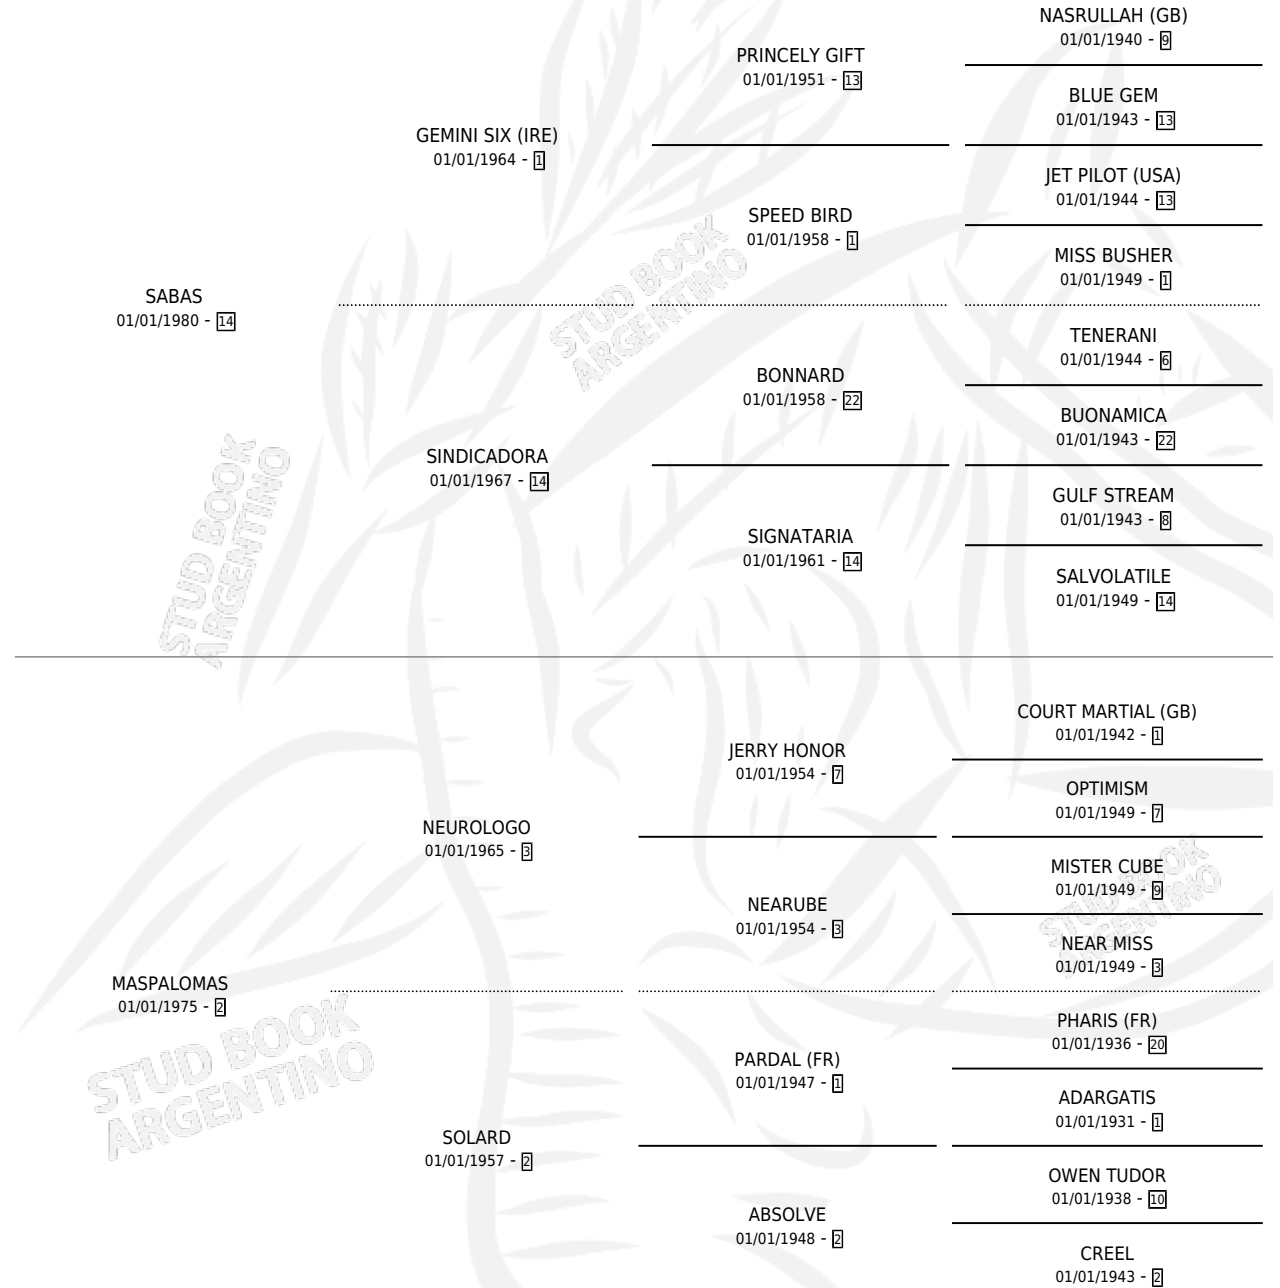 NASRULLAH (GB)
01/01/1940 - 9
PRINCELY GIFT
01/01/1951 - 13
BLUE GEM
01/01/1943 - 13
GEMINI SIX (IRE)
01/01/1964 - 1
JET PILOT (USA)
01/01/1944 - 13
SPEED BIRD
01/01/1958 - 1
MISS BUSHER
01/01/1949 - 1
SABAS
01/01/1980 - 14
TENERANI
01/01/1944 - 6
BONNARD
01/01/1958 - 22
BUONAMICA
01/01/1943 - 22
SINDICADORA
01/01/1967 - 14
GULF STREAM
01/01/1943 - 8
SIGNATARIA
01/01/1961 - 14
SALVOLATILE
01/01/1949 - 14
STUD BOOK
ARGENTINO
STUD BOOK
ARGENTINO
COURT MARTIAL (GB)
01/01/1942 - 1
JERRY HONOR
01/01/1954 - 7
OPTIMISM
01/01/1949 - 7
NEUROLOGO
01/01/1965 - 3
MISTER CUBE
01/01/1949 - 9
NEARUBE
01/01/1954 - 3
NEAR MISS
01/01/1949 - 3
STUD BOOK
ARGENTINO
MASPALOMAS
01/01/1975 - 2
PHARIS (FR)
01/01/1936 - 20
PARDAL (FR)
01/01/1947 - 1
ADARGATIS
01/01/1931 - 1
STUD BOOK
ARGENTINO
SOLARD
01/01/1957 - 2
OWEN TUDOR
01/01/1938 - 10
ABSOLVE
01/01/1948 - 2
CREEL
01/01/1943 - 2